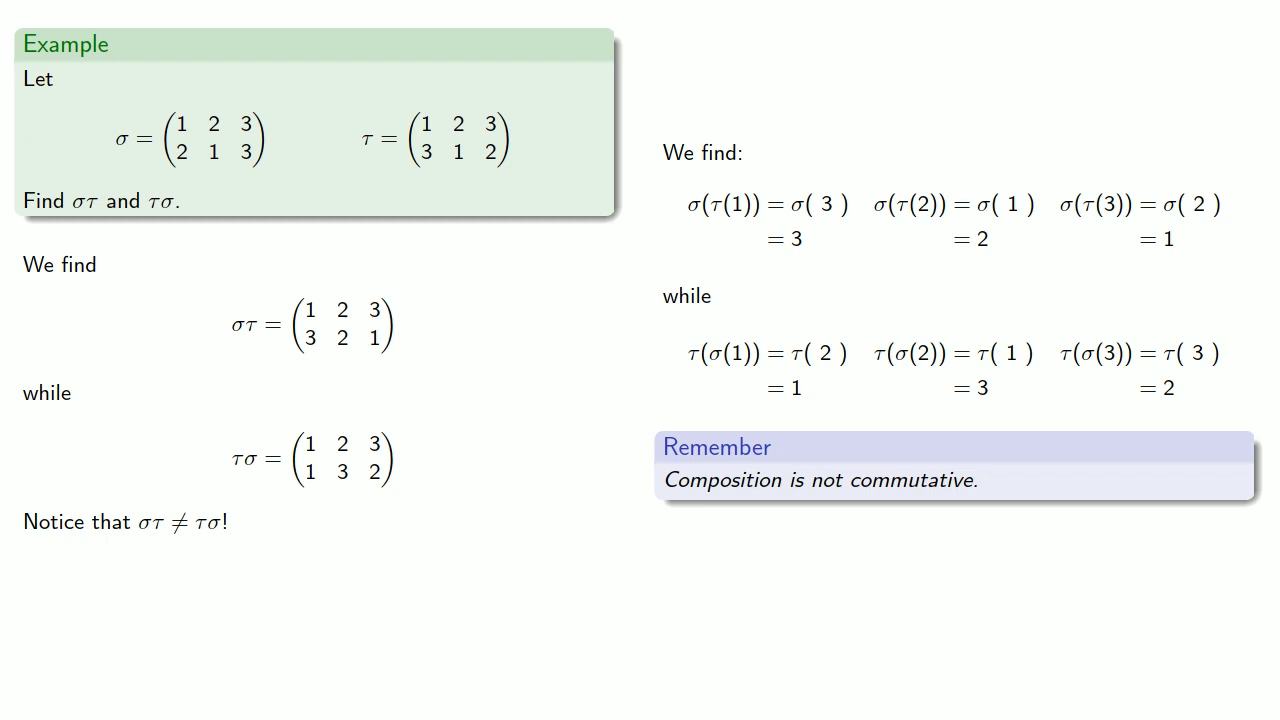 Example
Let
σ = (1 2 3
2 1 3) τ = (1 2 3
3 1 2)
Find στ and τσ.
We find
στ = (1 2 3
3 2 1)
while
τσ = (1 2 3
1 3 2)
Notice that στ ≠ τσ!
We find:
σ(τ(1)) = σ( 3 ) σ(τ(2)) = σ( 1 ) σ(τ(3)) = σ( 2 )
= 3 = 2 = 1
while
τ(σ(1)) = τ( 2 ) τ(σ(2)) = τ( 1 ) τ(σ(3)) = τ( 3 )
= 1 = 3 = 2
Remember
Composition is not commutative.